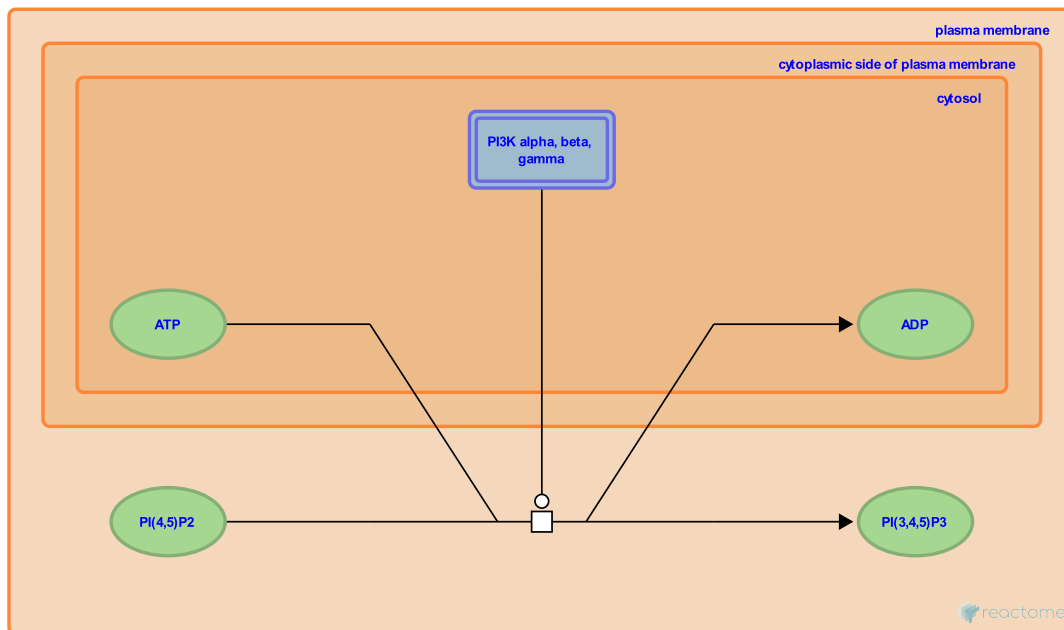 plasma membrane
cytoplasmic side of plasma membrane
cytosol
PI3K alpha, beta,
gamma
ATP
ADP
PI(4,5)P2
PI(3,4,5)P3
reactome